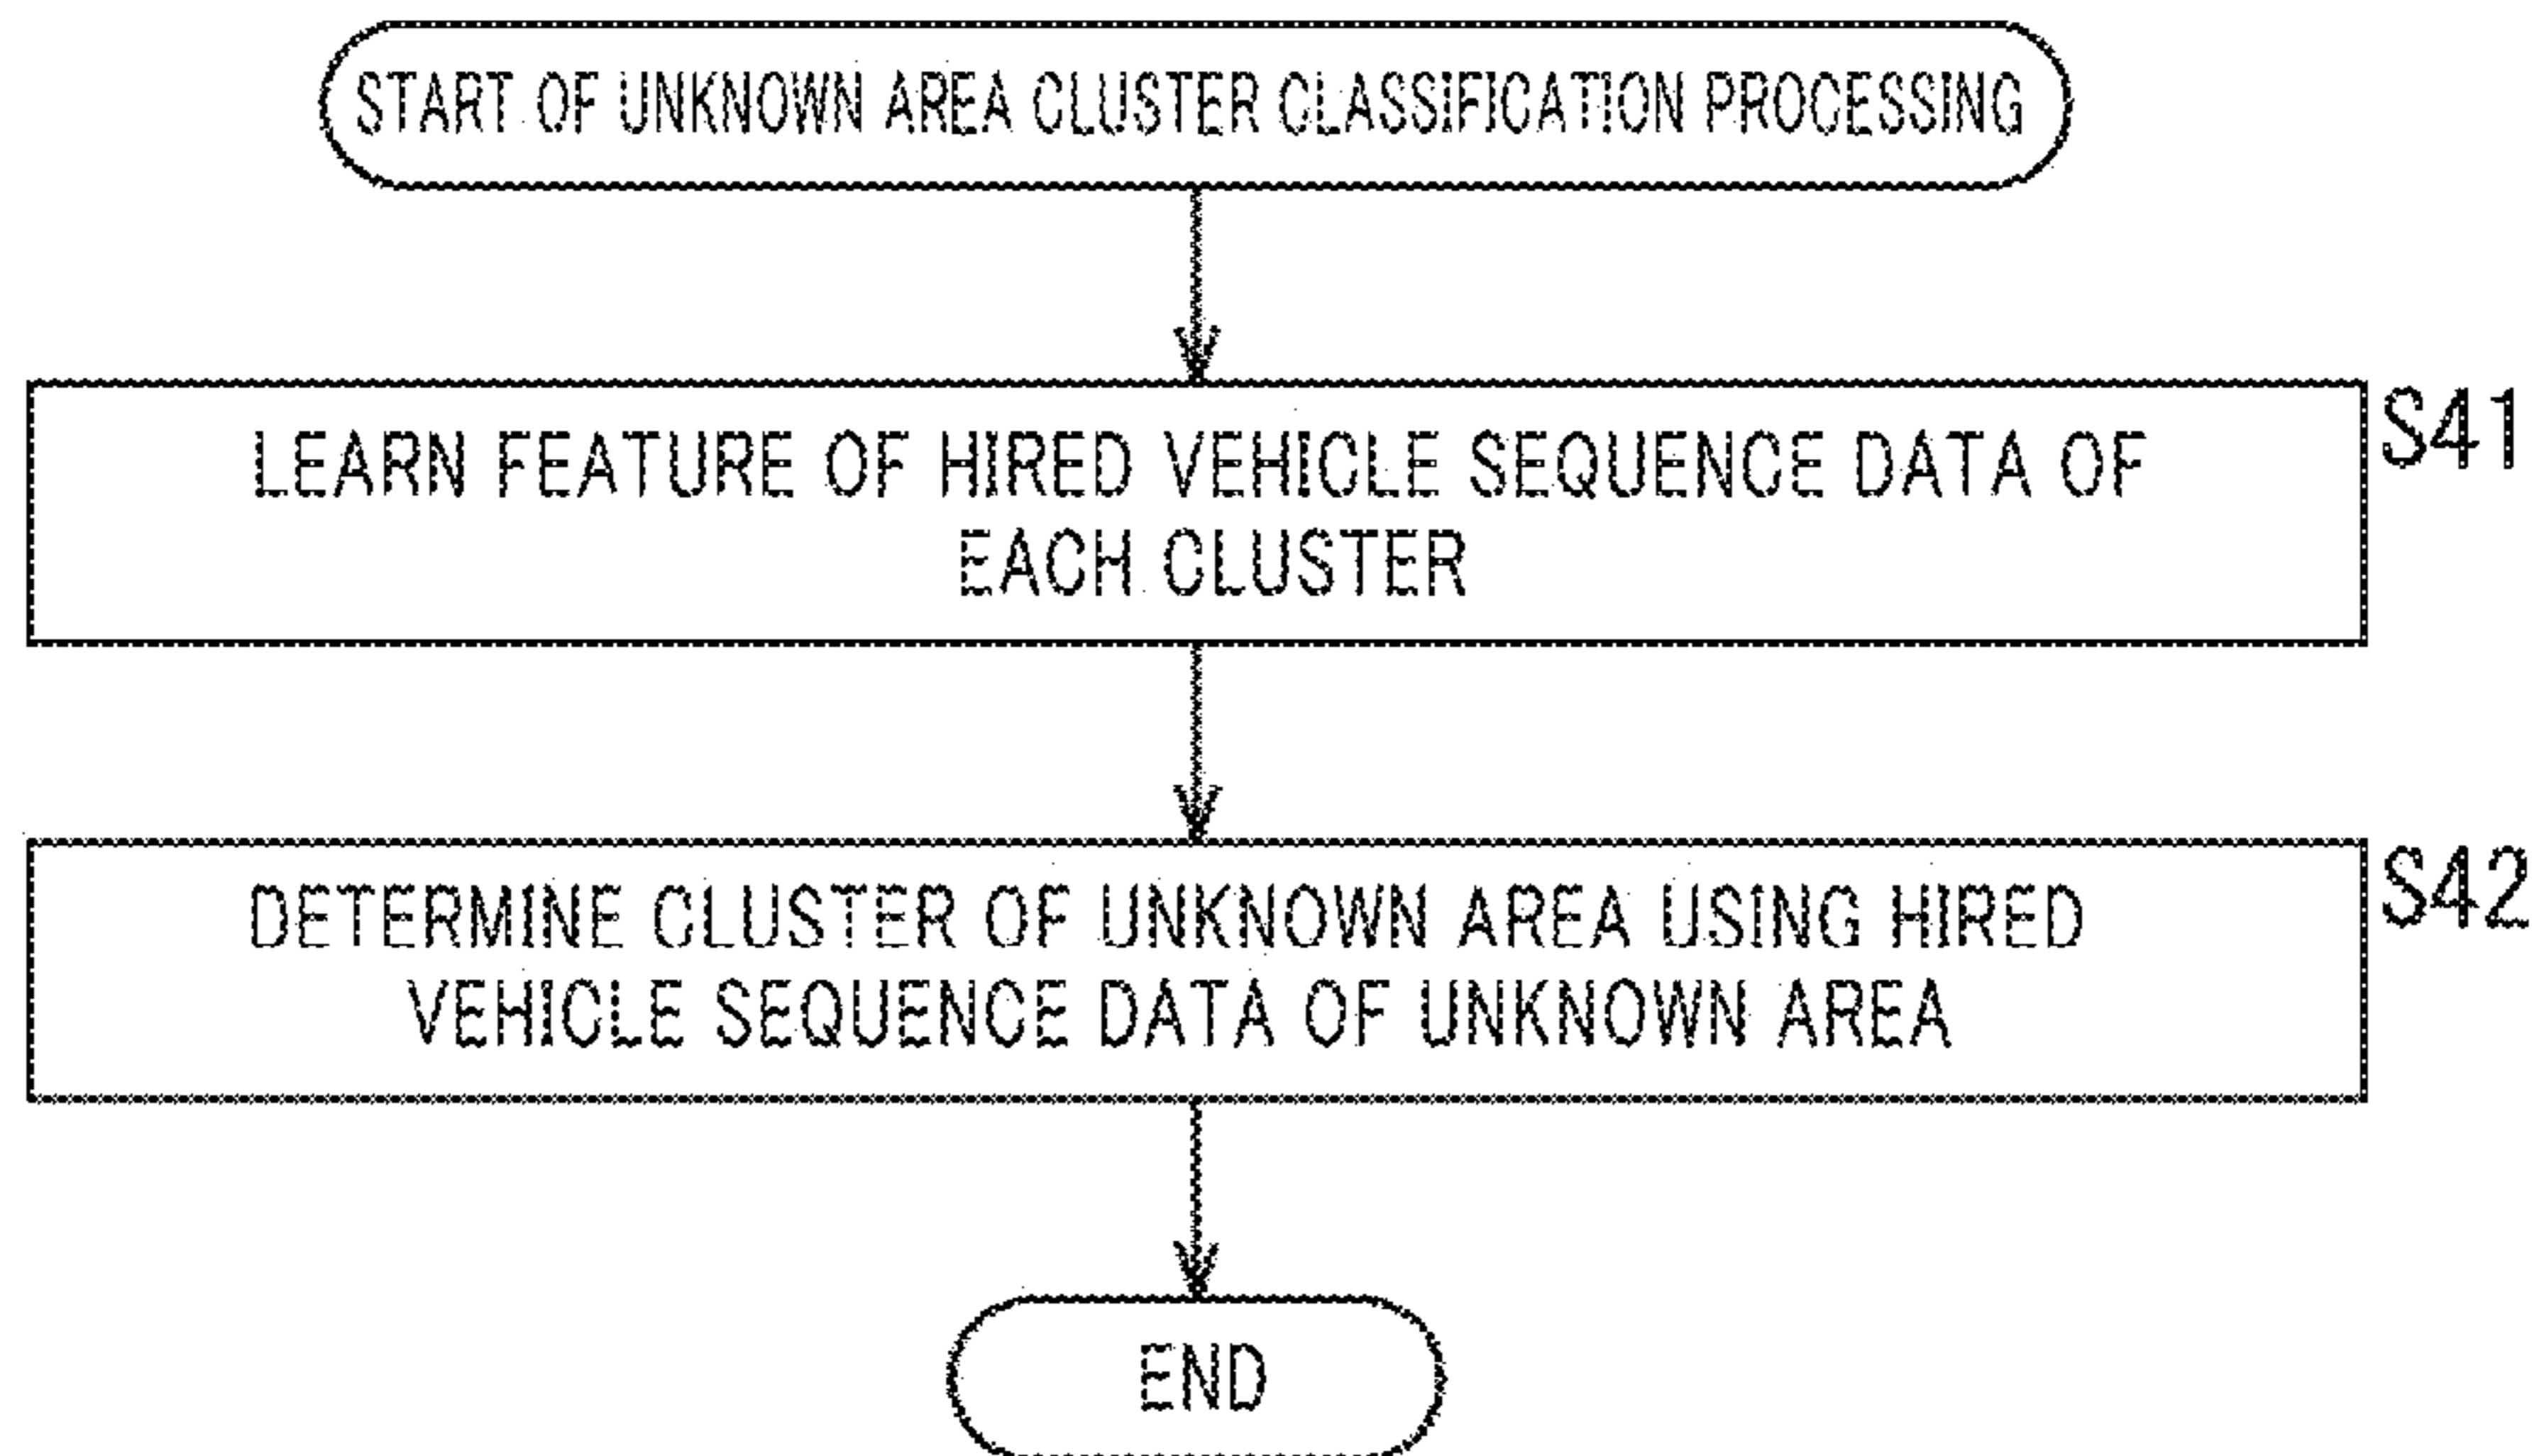 START OF UNKNOWN AREA CLUSTER CLASSIFICATION PROCESSING
LEARN FEATURE OF HIRED VEHICLE SEQUENCE DATA OF
EACH CLUSTER
S41
DETERMINE CLUSTER OF UNKNOWN AREA USING HIRED
VEHICLE SEQUENCE DATA OF UNKNOWN AREA
S42
END